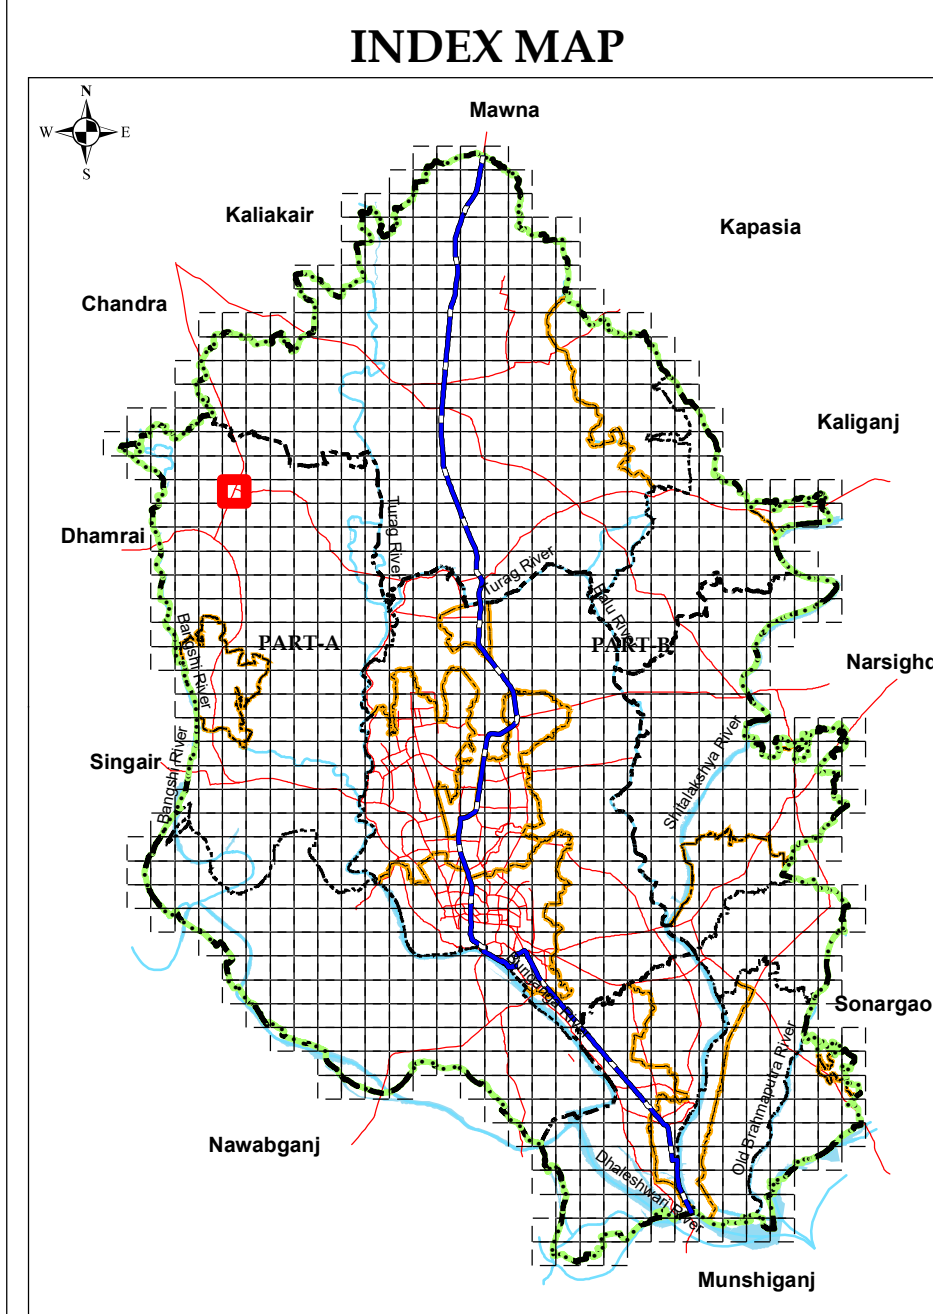 INDEX MAP
N
W E
S
Mawna
Kaliakair
Kapasia
Chandra
Kaliganj
Dhamrai
Turag River
Turag River
Balu River
Bangshi River
PART-A
PART-B
Narsighd
Shitalakshya River
Singair
Bangshi River
Buriganga River
Sonargao
Old Brahmaputra River
Nawabganj
Dhaleshwari River
Munshiganj